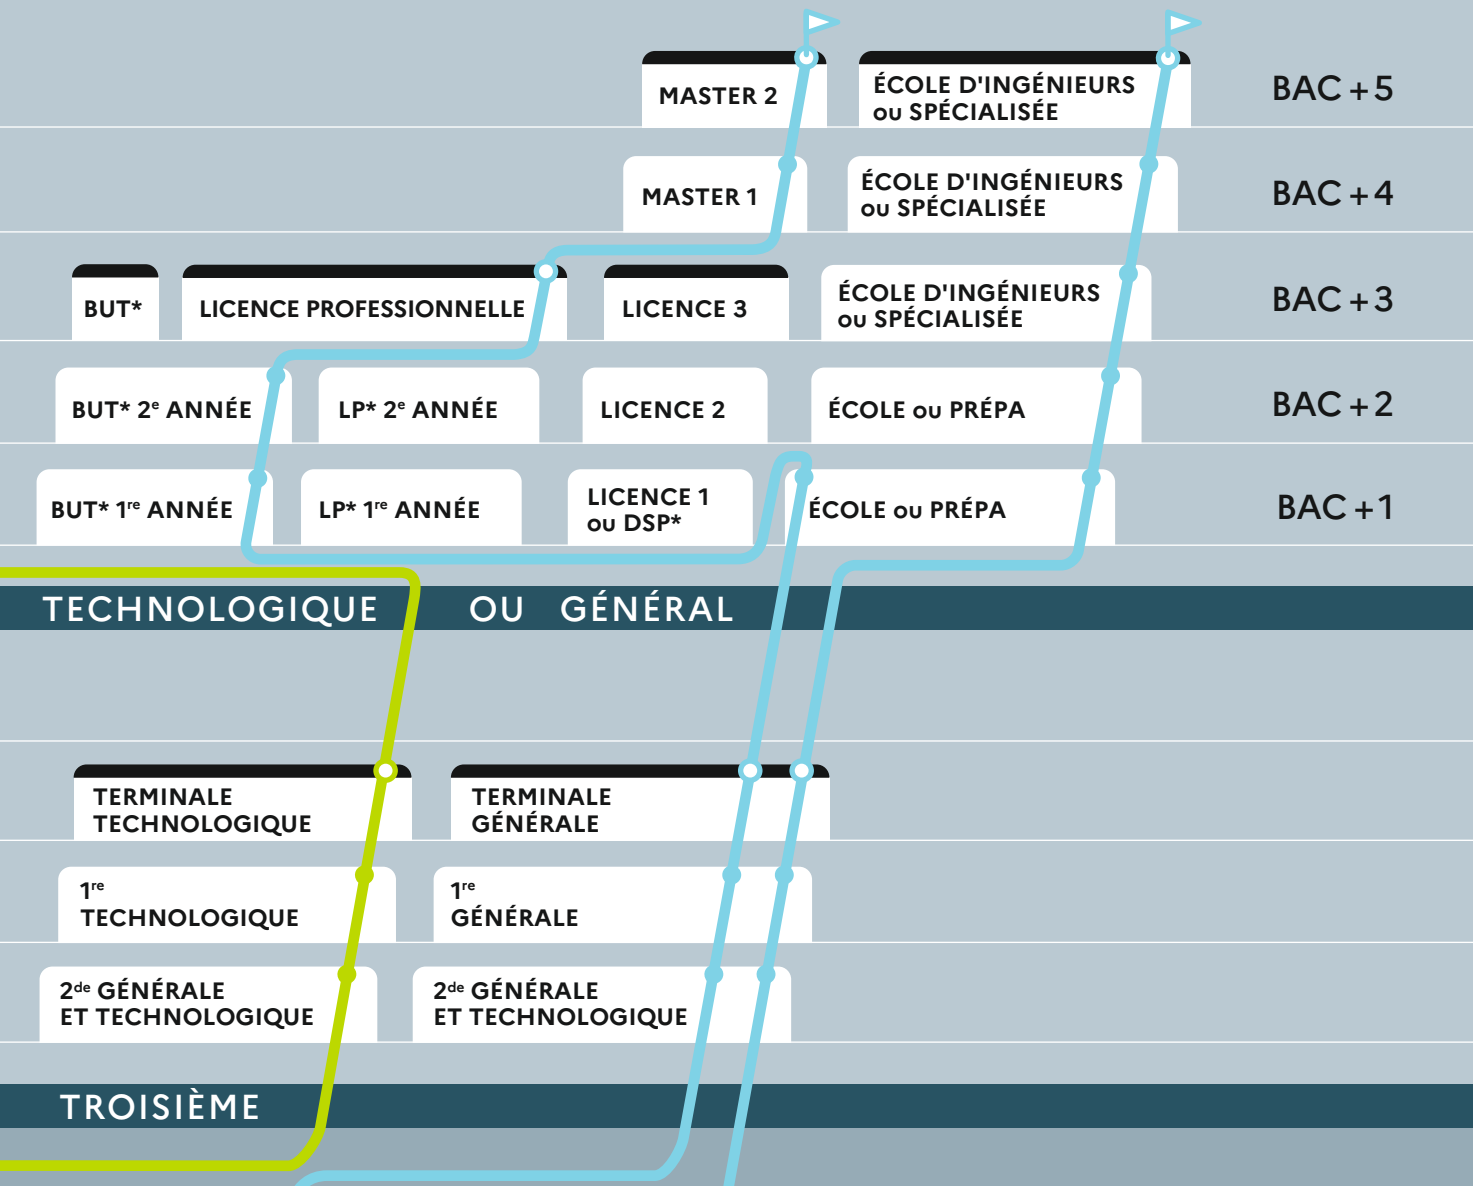 MASTER 2
ÉCOLE D'INGÉNIEURS
ou SPÉCIALISÉE
BAC + 5
MASTER 1
ÉCOLE D'INGÉNIEURS
ou SPÉCIALISÉE
BAC + 4
BUT*
LICENCE PROFESSIONNELLE
LICENCE 3
ÉCOLE D'INGÉNIEURS
ou SPÉCIALISÉE
BAC + 3
BUT* 2e ANNÉE
LP* 2e ANNÉE
LICENCE 2
ÉCOLE ou PRÉPA
BAC + 2
BUT* 1re ANNÉE
LP* 1re ANNÉE
LICENCE 1
ou DSP*
ÉCOLE ou PRÉPA
BAC + 1
TECHNOLOGIQUE OU GÉNÉRAL
TERMINALE
TECHNOLOGIQUE
TERMINALE
GÉNÉRALE
1re
TECHNOLOGIQUE
1re
GÉNÉRALE
2de GÉNÉRALE
ET TECHNOLOGIQUE
2de GÉNÉRALE
ET TECHNOLOGIQUE
TROISIÈME